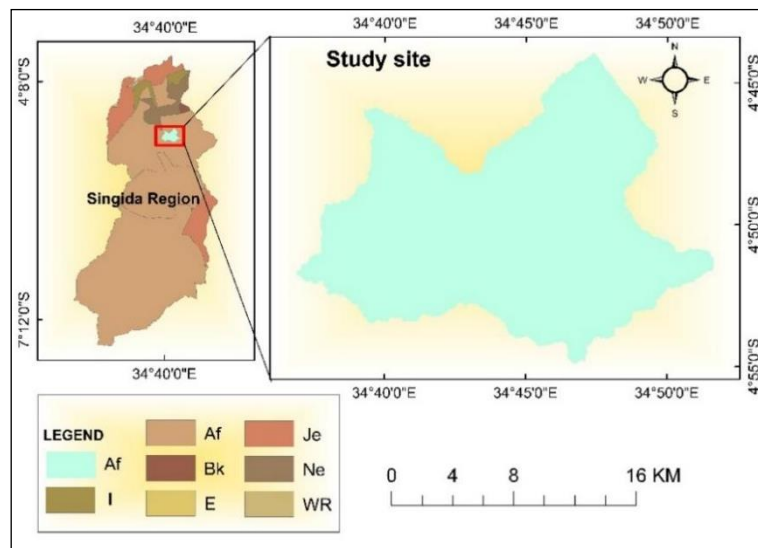 34°40'0"E
4°8'0"S
Singida Region
7°12'0"S
34°40'0"E
34°40'0"E 34°45'0"E 34°50'0"E
Study site
N
W E
S
4°45'0"S
4°50'0"S
4°55'0"S
34°40'0"E 34°45'0"E 34°50'0"E
LEGEND
Af
I
Af
Bk
E
Je
Ne
WR
0 4 8 16 KM